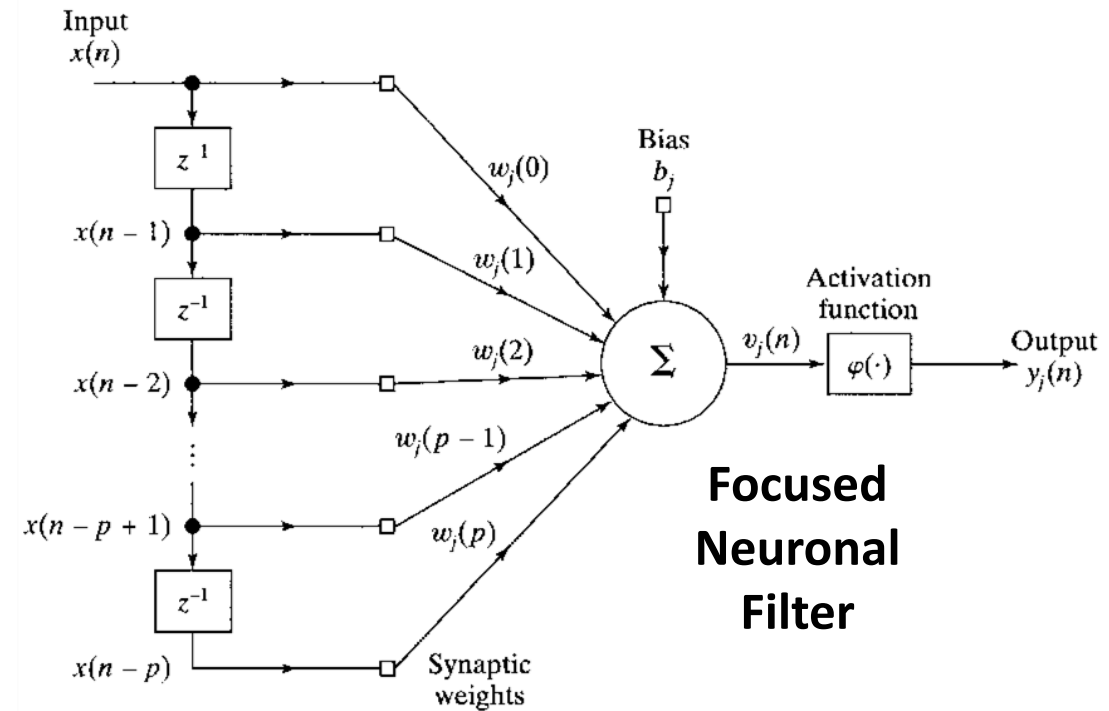 Input
x(n)
z 1
w_j(0)
Bias
b_j
x(n − 1)
w_j(1)
z⁻¹
Activation
function
x(n − 2)
w_j(2)
Σ
v_j(n)
φ(·)
Output
y_j(n)
⋮
w_j(p − 1)
x(n − p + 1)
w_j(p)
z⁻¹
x(n − p)
Synaptic
weights
Focused
Neuronal
Filter